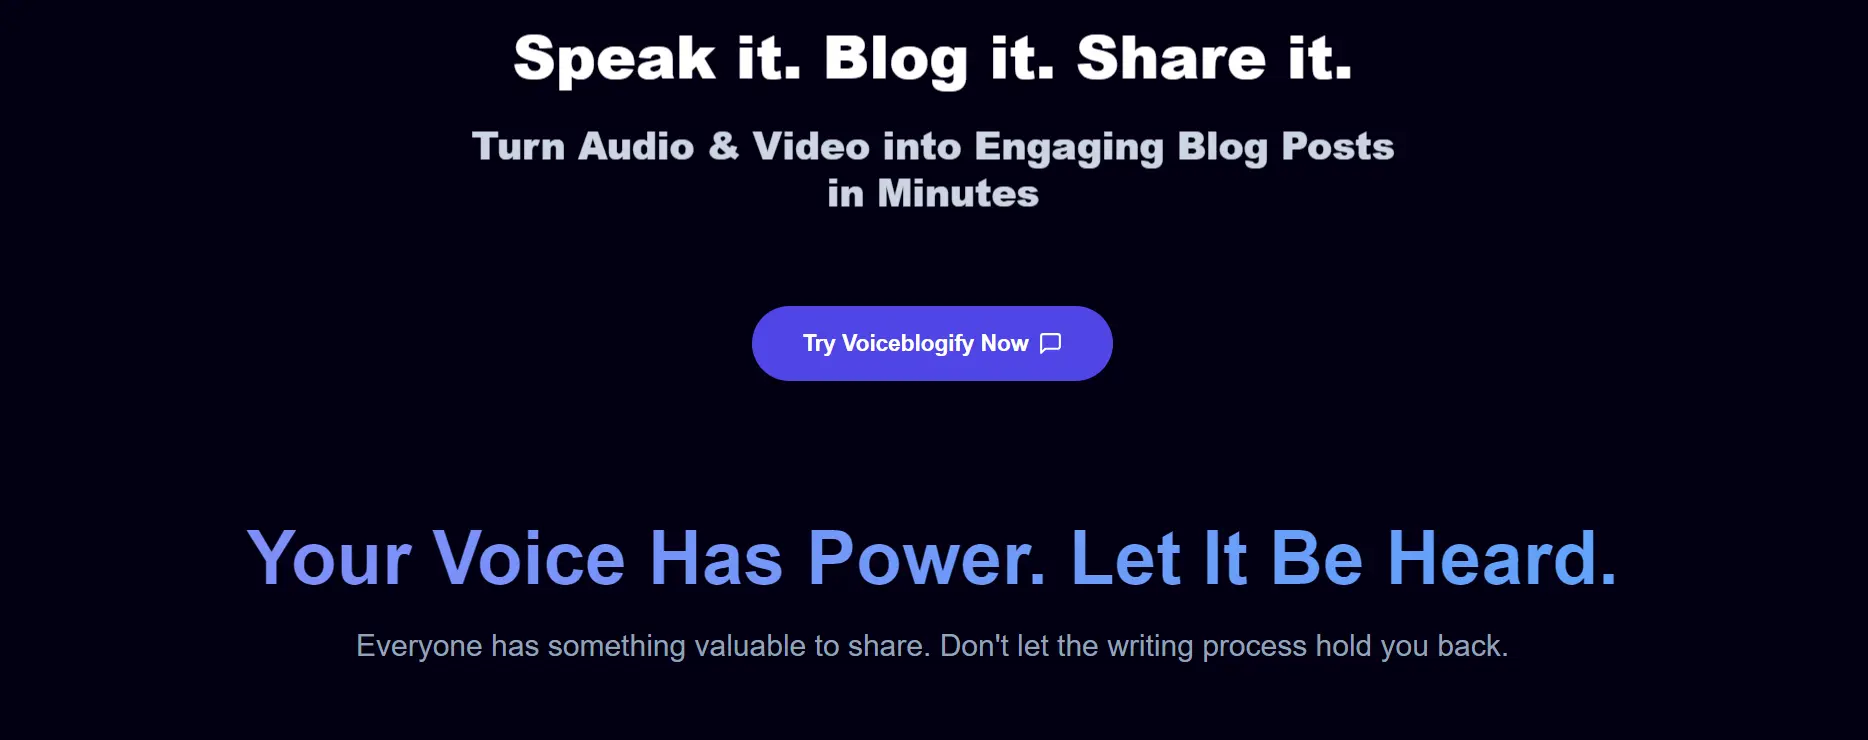 Speak it. Blog it. Share it.
Turn Audio & Video into Engaging Blog Posts
in Minutes
Try Voiceblogify Now
Your Voice Has Power. Let It Be Heard.
Everyone has something valuable to share. Don't let the writing process hold you back.